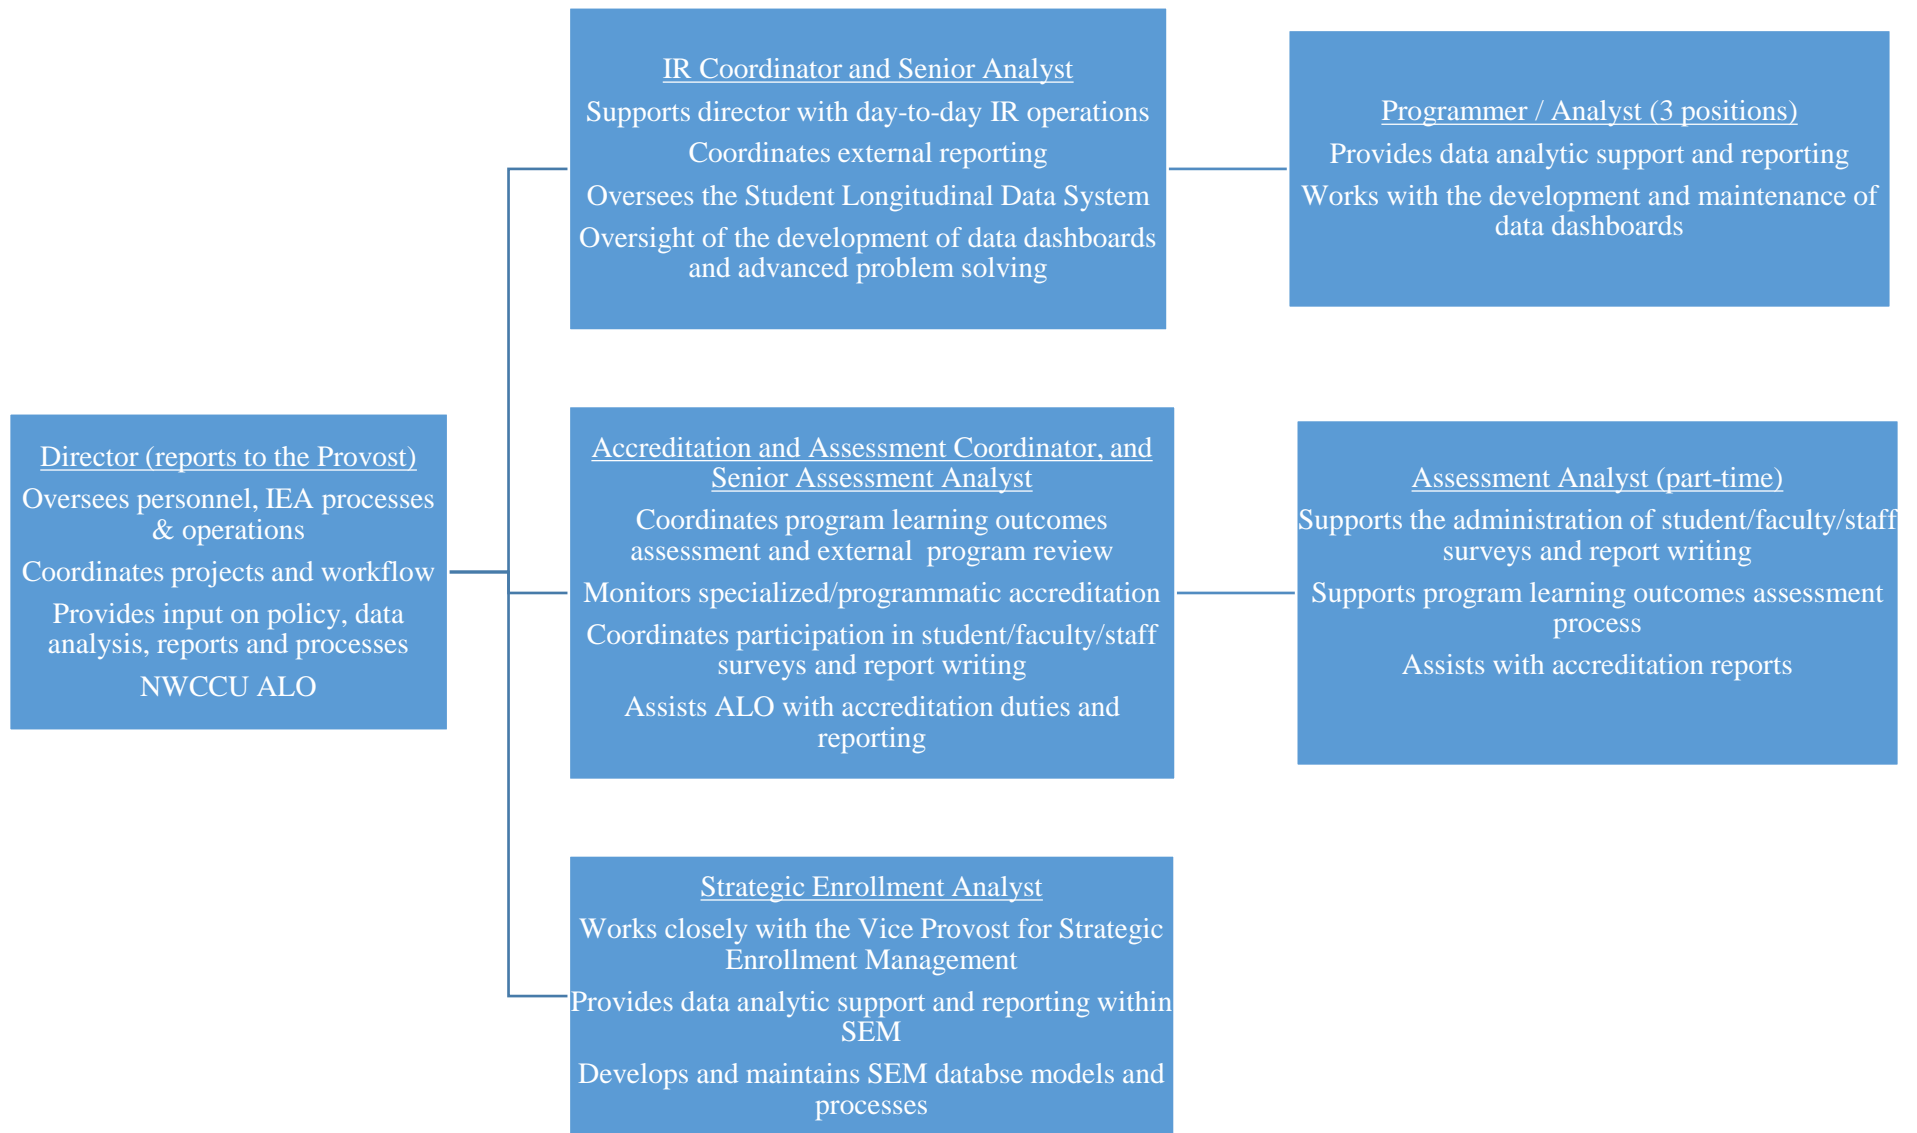 Director (reports to the Provost)
Oversees personnel, IEA processes
& operations
Coordinates projects and workflow
Provides input on policy, data
analysis, reports and processes
NWCCU ALO
IR Coordinator and Senior Analyst
Supports director with day-to-day IR operations
Coordinates external reporting
Oversees the Student Longitudinal Data System
Oversight of the development of data dashboards
and advanced problem solving
Programmer / Analyst (3 positions)
Provides data analytic support and reporting
Works with the development and maintenance of
data dashboards
Accreditation and Assessment Coordinator, and
Senior Assessment Analyst
Coordinates program learning outcomes
assessment and external program review
Monitors specialized/programmatic accreditation
Coordinates participation in student/faculty/staff
surveys and report writing
Assists ALO with accreditation duties and
reporting
Assessment Analyst (part-time)
Supports the administration of student/faculty/staff
surveys and report writing
Supports program learning outcomes assessment
process
Assists with accreditation reports
Strategic Enrollment Analyst
Works closely with the Vice Provost for Strategic
Enrollment Management
Provides data analytic support and reporting within
SEM
Develops and maintains SEM databse models and
processes